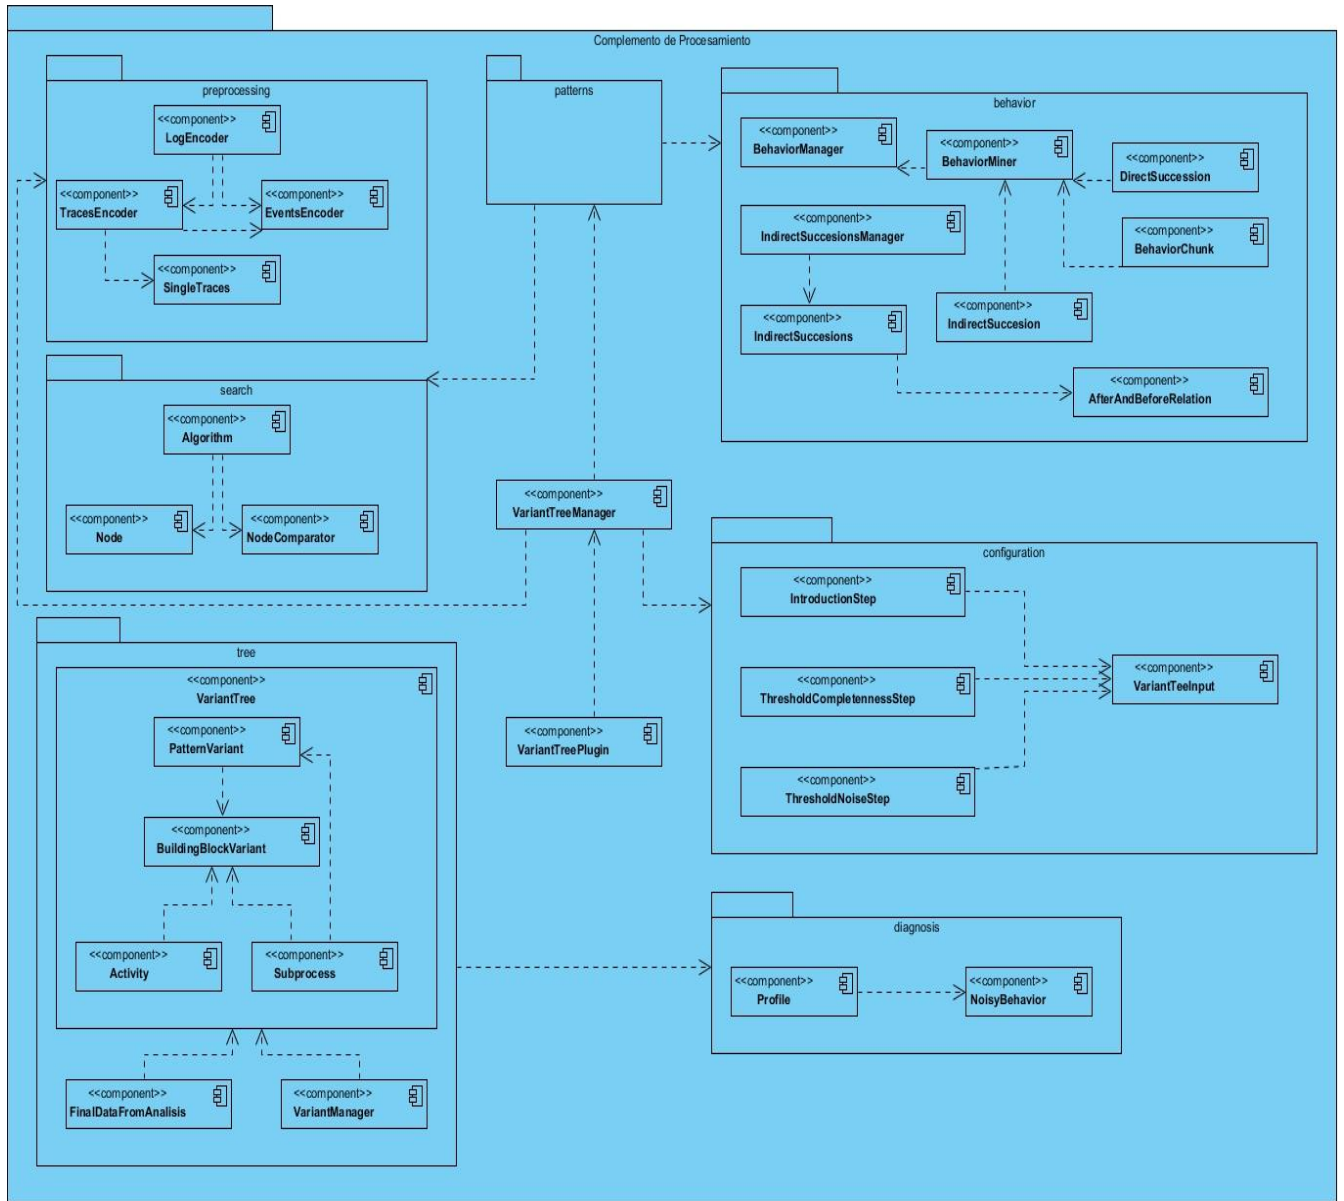 Complemento de Procesamiento
preprocessing
<<component>>
LogEncoder
<<component>>
TracesEncoder
<<component>>
EventsEncoder
<<component>>
SingleTraces
patterns
behavior
<<component>>
BehaviorManager
<<component>>
BehaviorMiner
<<component>>
DirectSuccession
<<component>>
IndirectSuccesionsManager
<<component>>
BehaviorChunk
<<component>>
IndirectSuccesions
<<component>>
IndirectSuccesion
<<component>>
AfterAndBeforeRelation
search
<<component>>
Algorithm
<<component>>
Node
<<component>>
NodeComparator
<<component>>
VariantTreeManager
<<component>>
VariantTreePlugin
configuration
<<component>>
IntroductionStep
<<component>>
ThresholdCompletennessStep
<<component>>
ThresholdNoiseStep
<<component>>
VariantTeeInput
tree
<<component>>
VariantTree
<<component>>
PatternVariant
<<component>>
BuildingBlockVariant
<<component>>
Activity
<<component>>
Subprocess
<<component>>
FinalDataFromAnalisis
<<component>>
VariantManager
diagnosis
<<component>>
Profile
<<component>>
NoisyBehavior